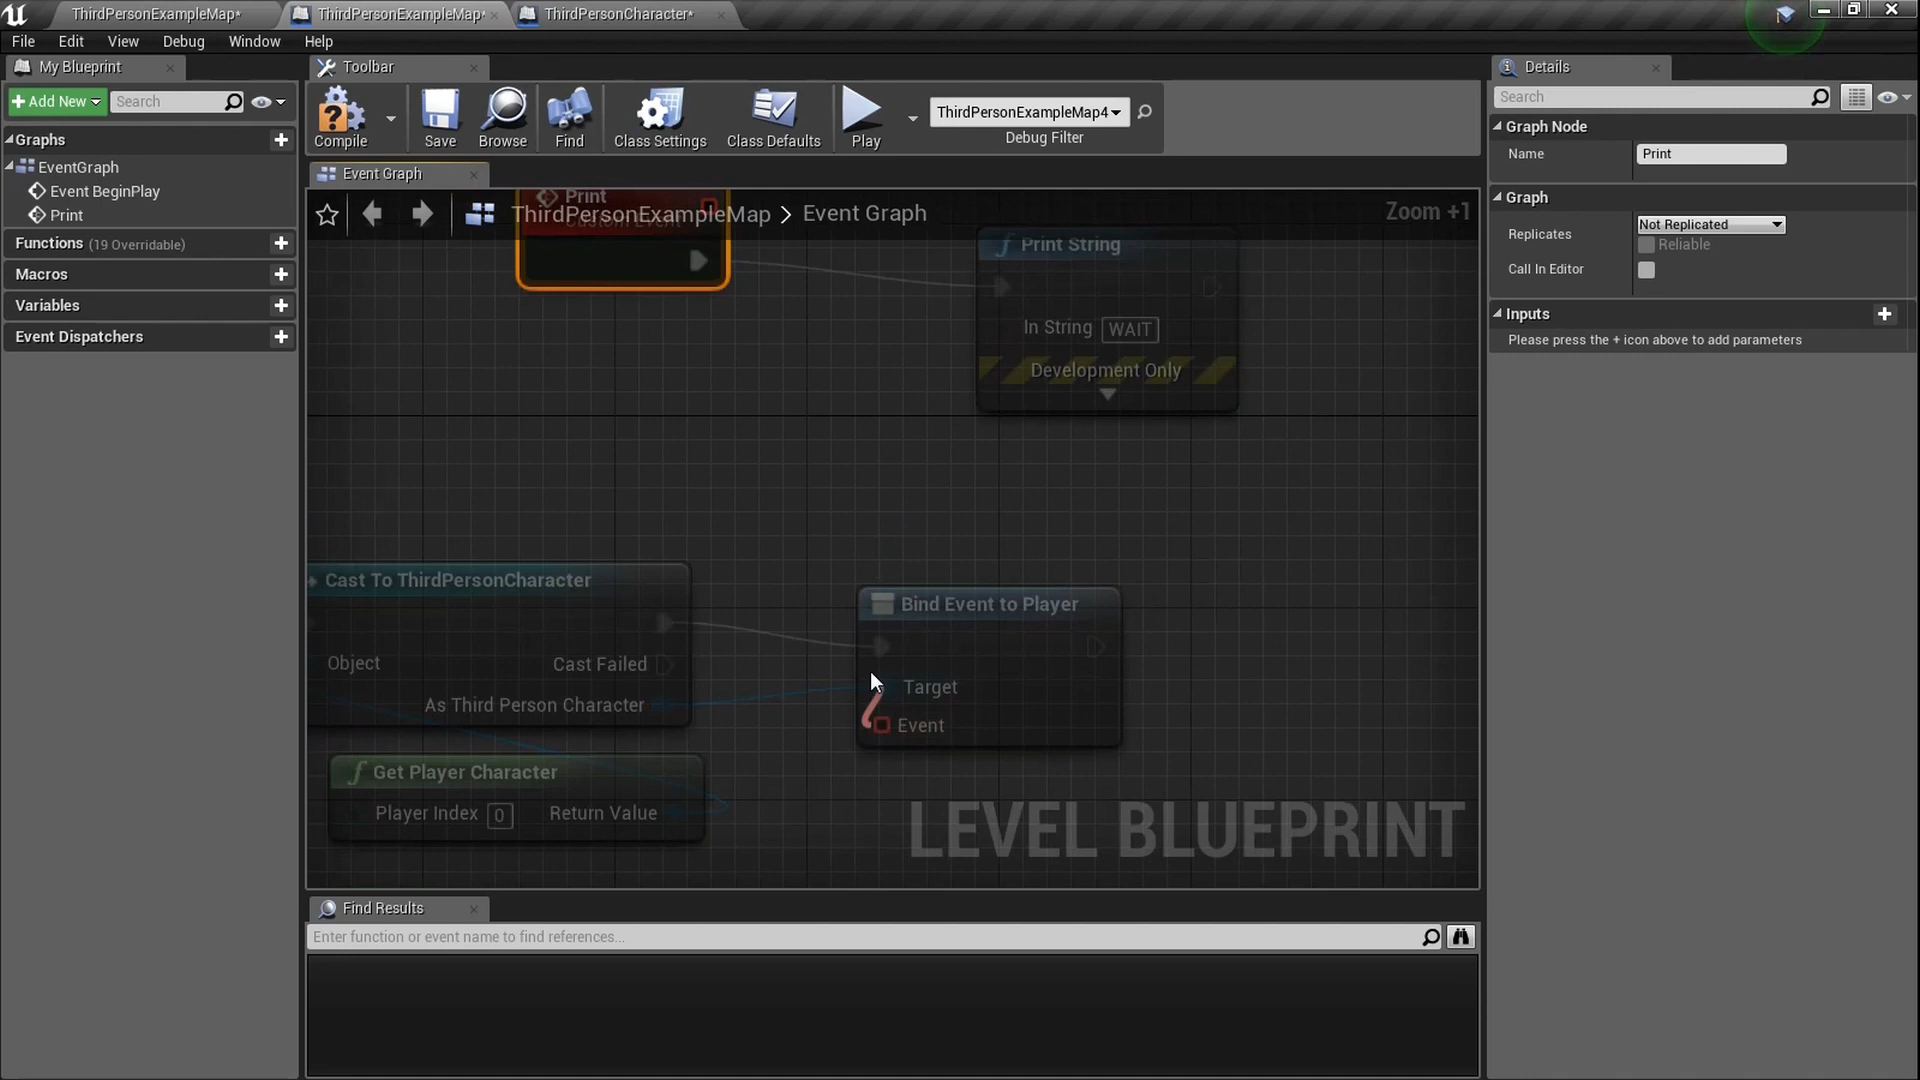 ThirdPersonExampleMap*
ThirdPersonExampleMap*
ThirdPersonCharacter*
File Edit View Debug Window Help
My Blueprint
Toolbar
Details
Add New
Search
Compile
Save
Browse
Find
Class Settings
Class Defaults
Play
ThirdPersonExampleMap4
Debug Filter
Search
Graphs
EventGraph
Event BeginPlay
Print
Functions (19 Overridable)
Macros
Variables
Event Dispatchers
Event Graph
ThirdPersonExampleMap > Event Graph
Zoom +1
Print
Custom Event
Print String
In String WAIT
Development Only
Cast To ThirdPersonCharacter
Object
Cast Failed
As Third Person Character
Get Player Character
Player Index 0 Return Value
Bind Event to Player
Target
Event
LEVEL BLUEPRINT
Graph Node
Name Print
Graph
Replicates Not Replicated
Reliable
Call In Editor
Inputs
Please press the + icon above to add parameters
Find Results
Enter function or event name to find references...